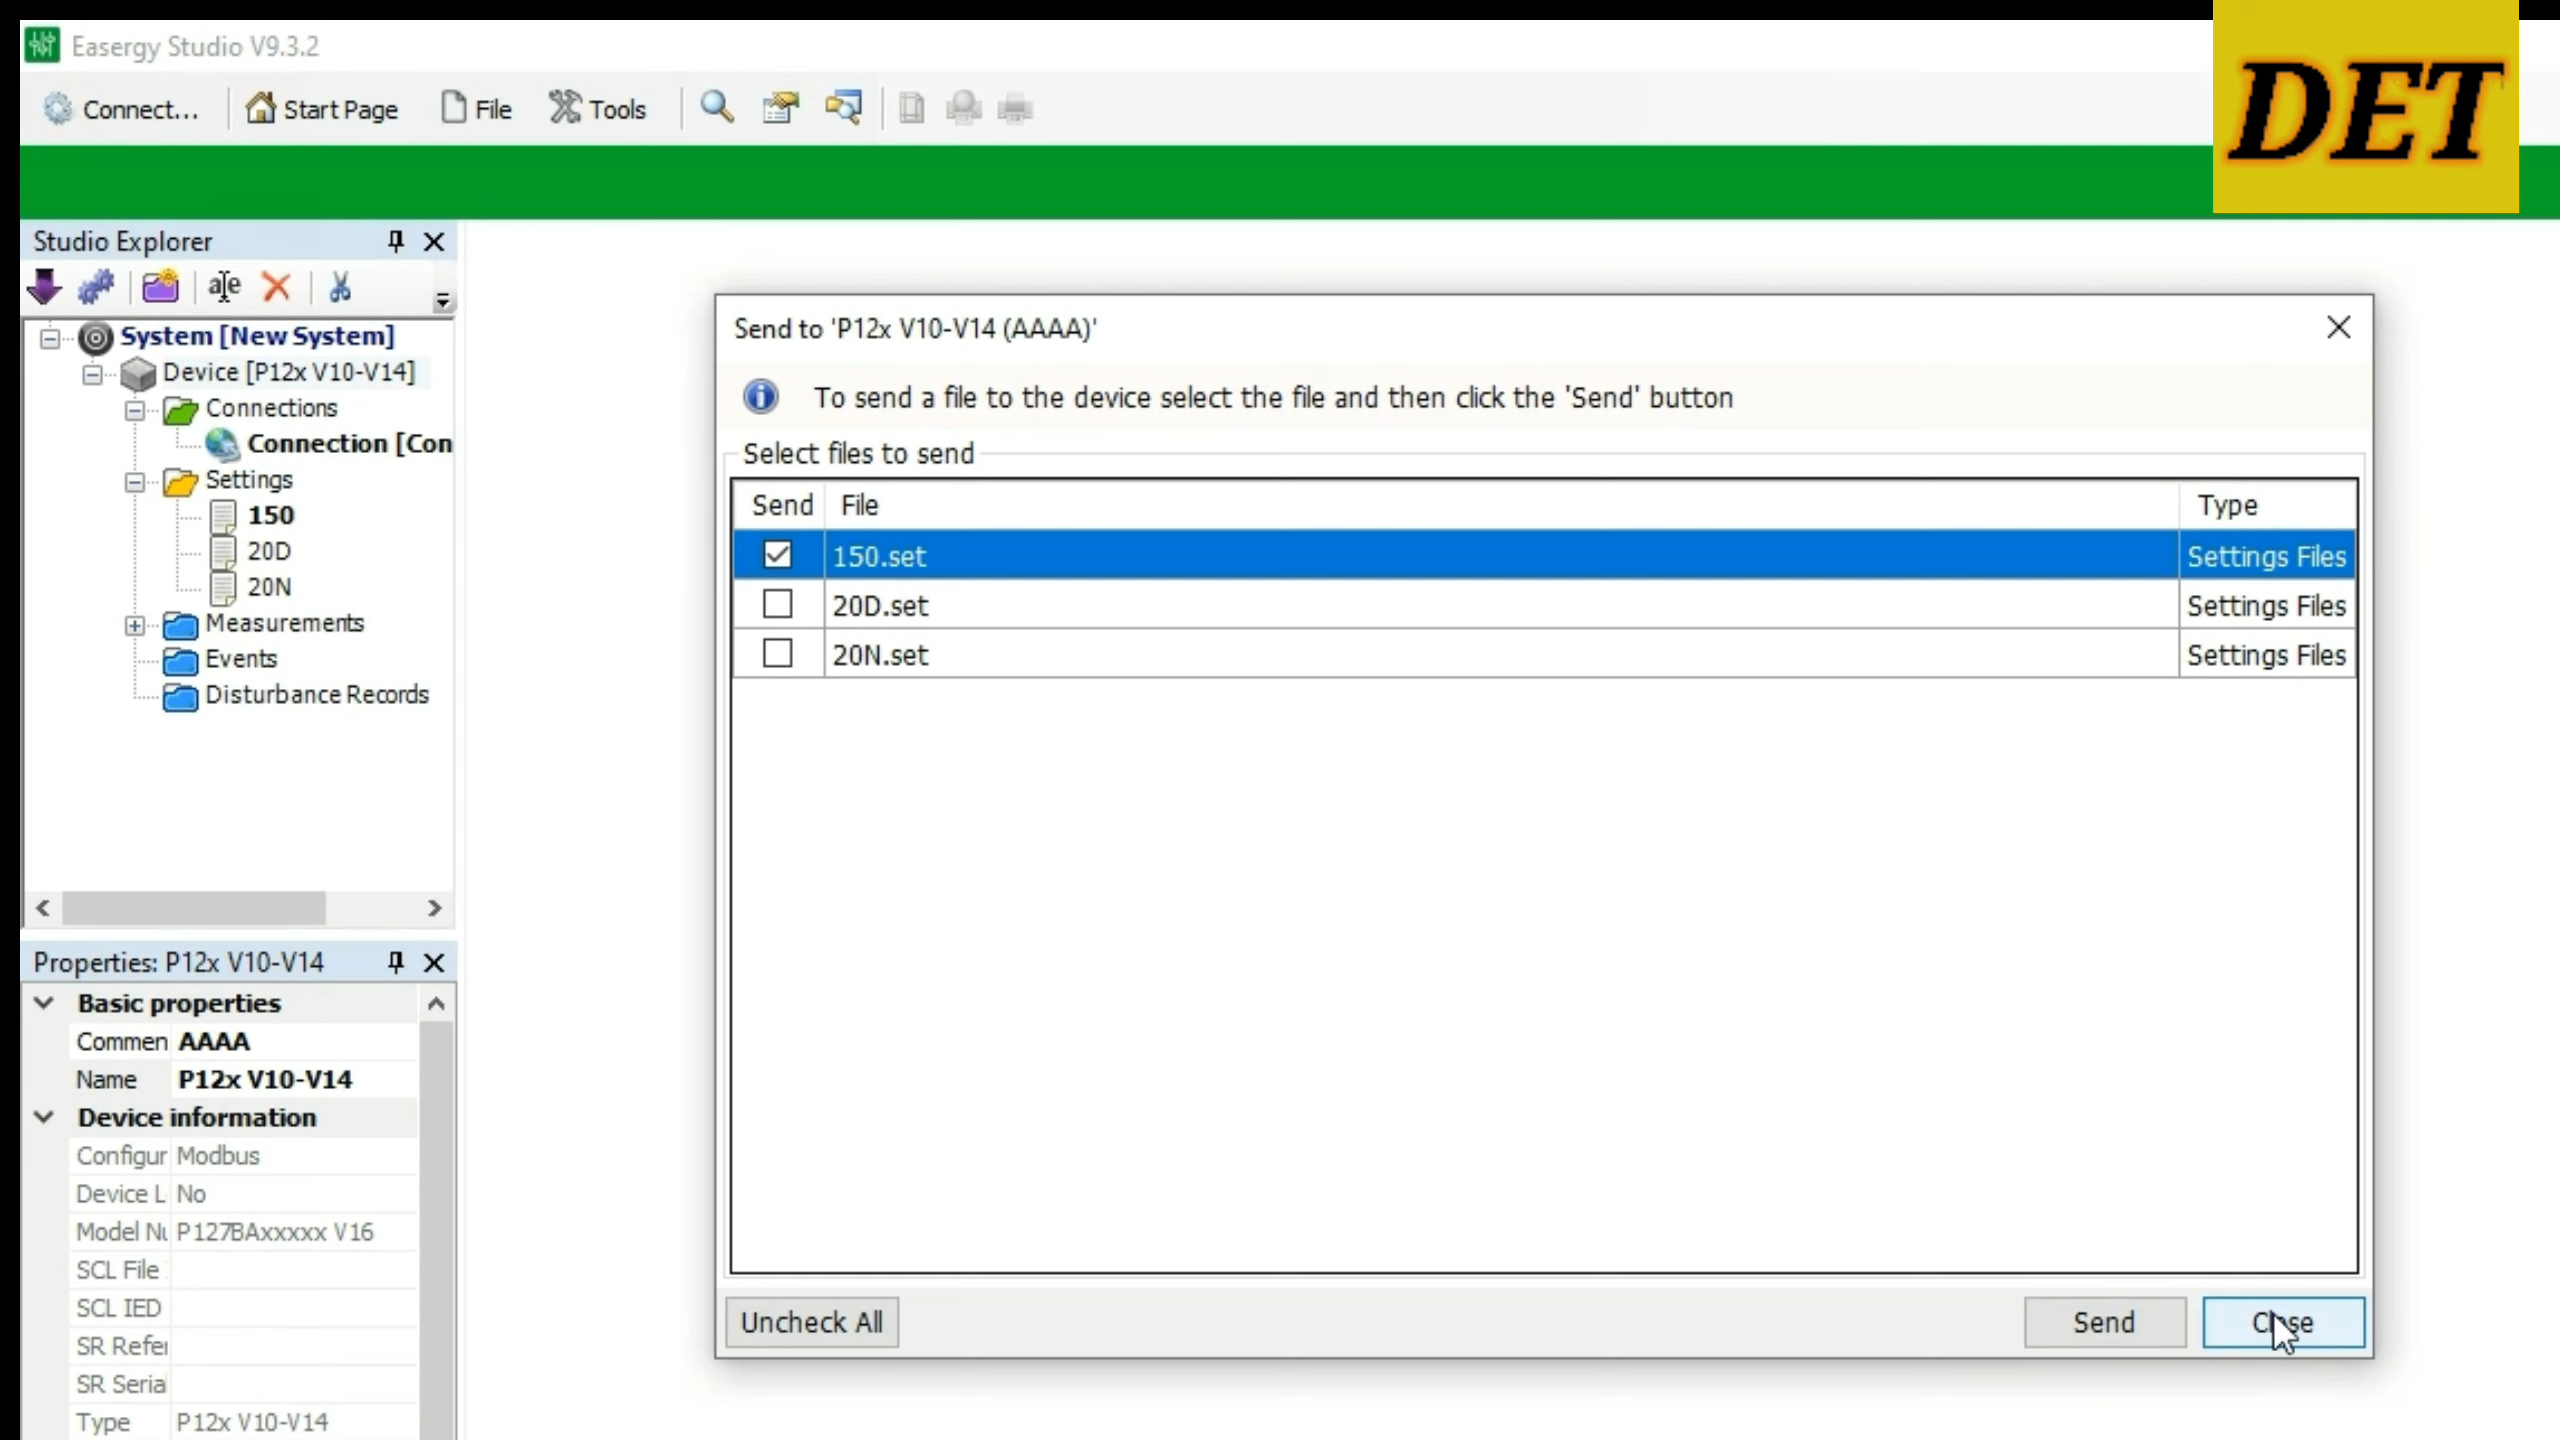 Easergy Studio V9.3.2
DET
Connect... Start Page File Tools
Studio Explorer
a e
System [New System]
Device [P12x V10-V14]
Connections
Connection [Con
Settings
150
20D
20N
Measurements
Events
Disturbance Records
Properties: P12x V10-V14
Basic properties
Commen AAAA
Name P12x V10-V14
Device information
Configur Modbus
Device L No
Model Nu P127BAxxxxx V16
SCL File
SCL IED
SR Refer
SR Seria
Type P12x V10-V14
Send to 'P12x V10-V14 (AAAA)'
To send a file to the device select the file and then click the 'Send' button
Select files to send
Send File Type
150.set Settings Files
20D.set Settings Files
20N.set Settings Files
Uncheck All Send Close